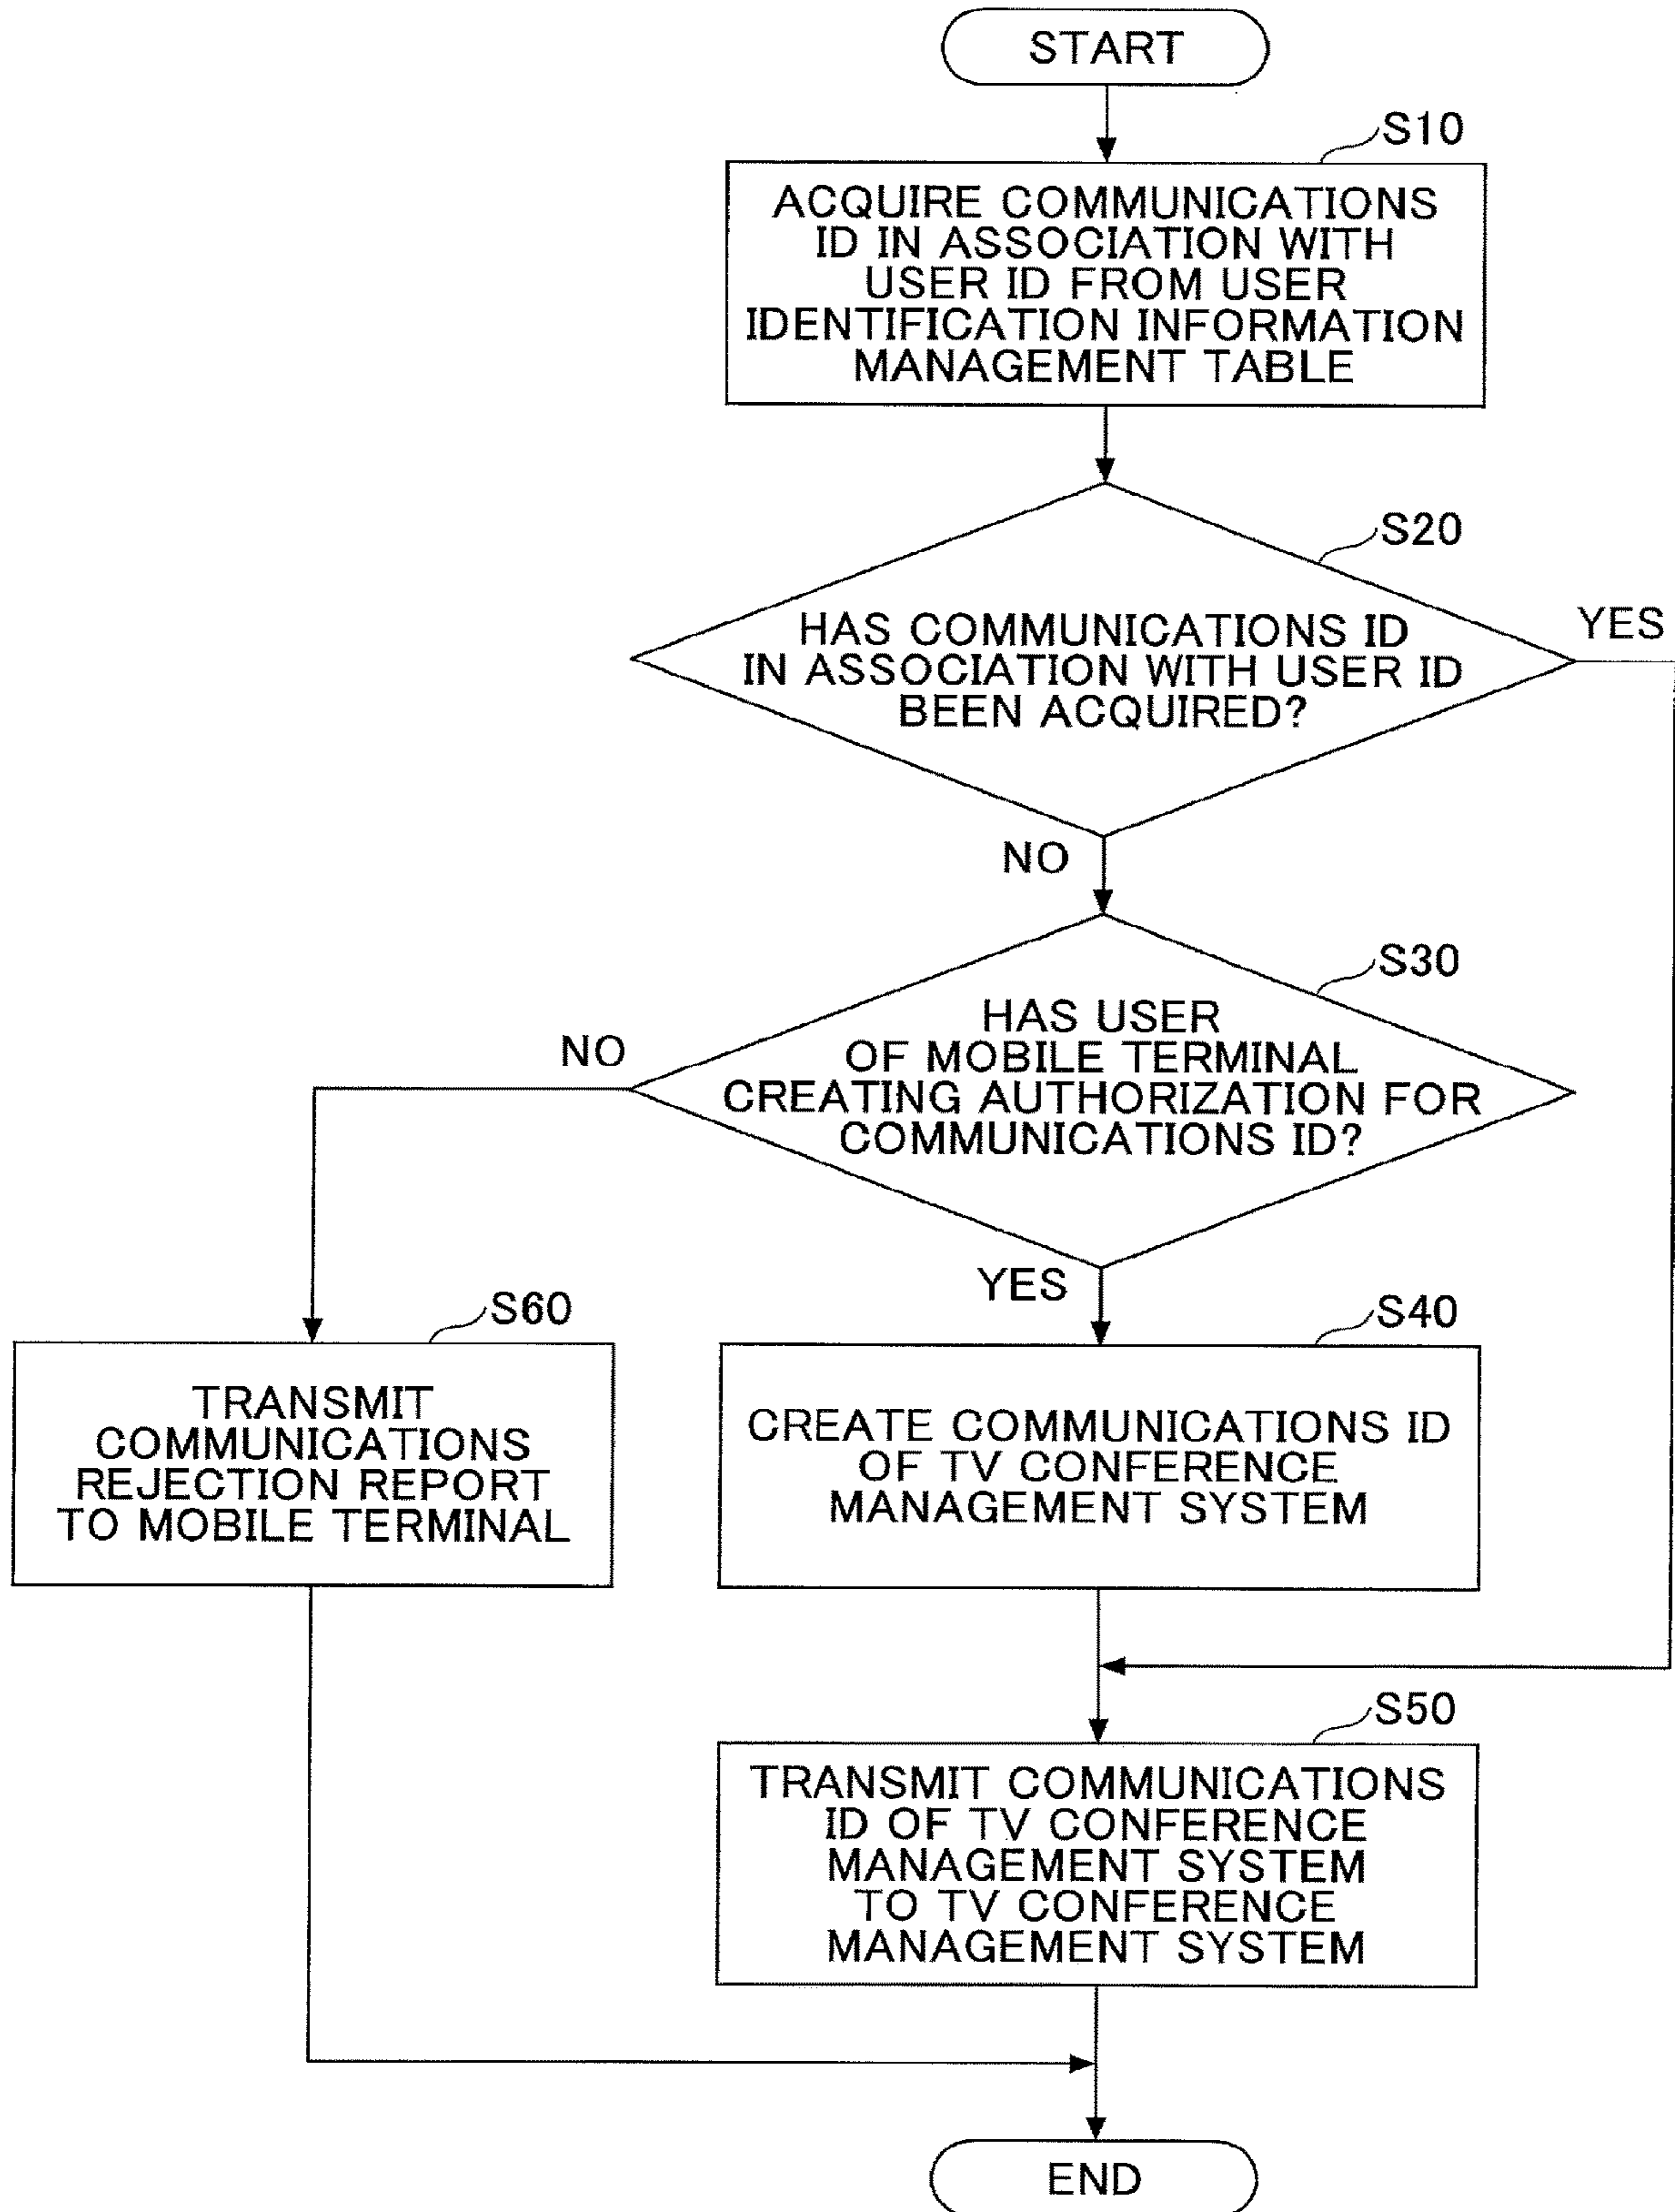 START
S10
ACQUIRE COMMUNICATIONS
ID IN ASSOCIATION WITH
USER ID FROM USER
IDENTIFICATION INFORMATION
MANAGEMENT TABLE
S20
HAS COMMUNICATIONS ID
IN ASSOCIATION WITH USER ID
BEEN ACQUIRED?
YES
NO
S30
HAS USER
OF MOBILE TERMINAL
CREATING AUTHORIZATION FOR
COMMUNICATIONS ID?
NO
YES
S60
TRANSMIT
COMMUNICATIONS
REJECTION REPORT
TO MOBILE TERMINAL
S40
CREATE COMMUNICATIONS ID
OF TV CONFERENCE
MANAGEMENT SYSTEM
S50
TRANSMIT COMMUNICATIONS
ID OF TV CONFERENCE
MANAGEMENT SYSTEM
TO TV CONFERENCE
MANAGEMENT SYSTEM
END